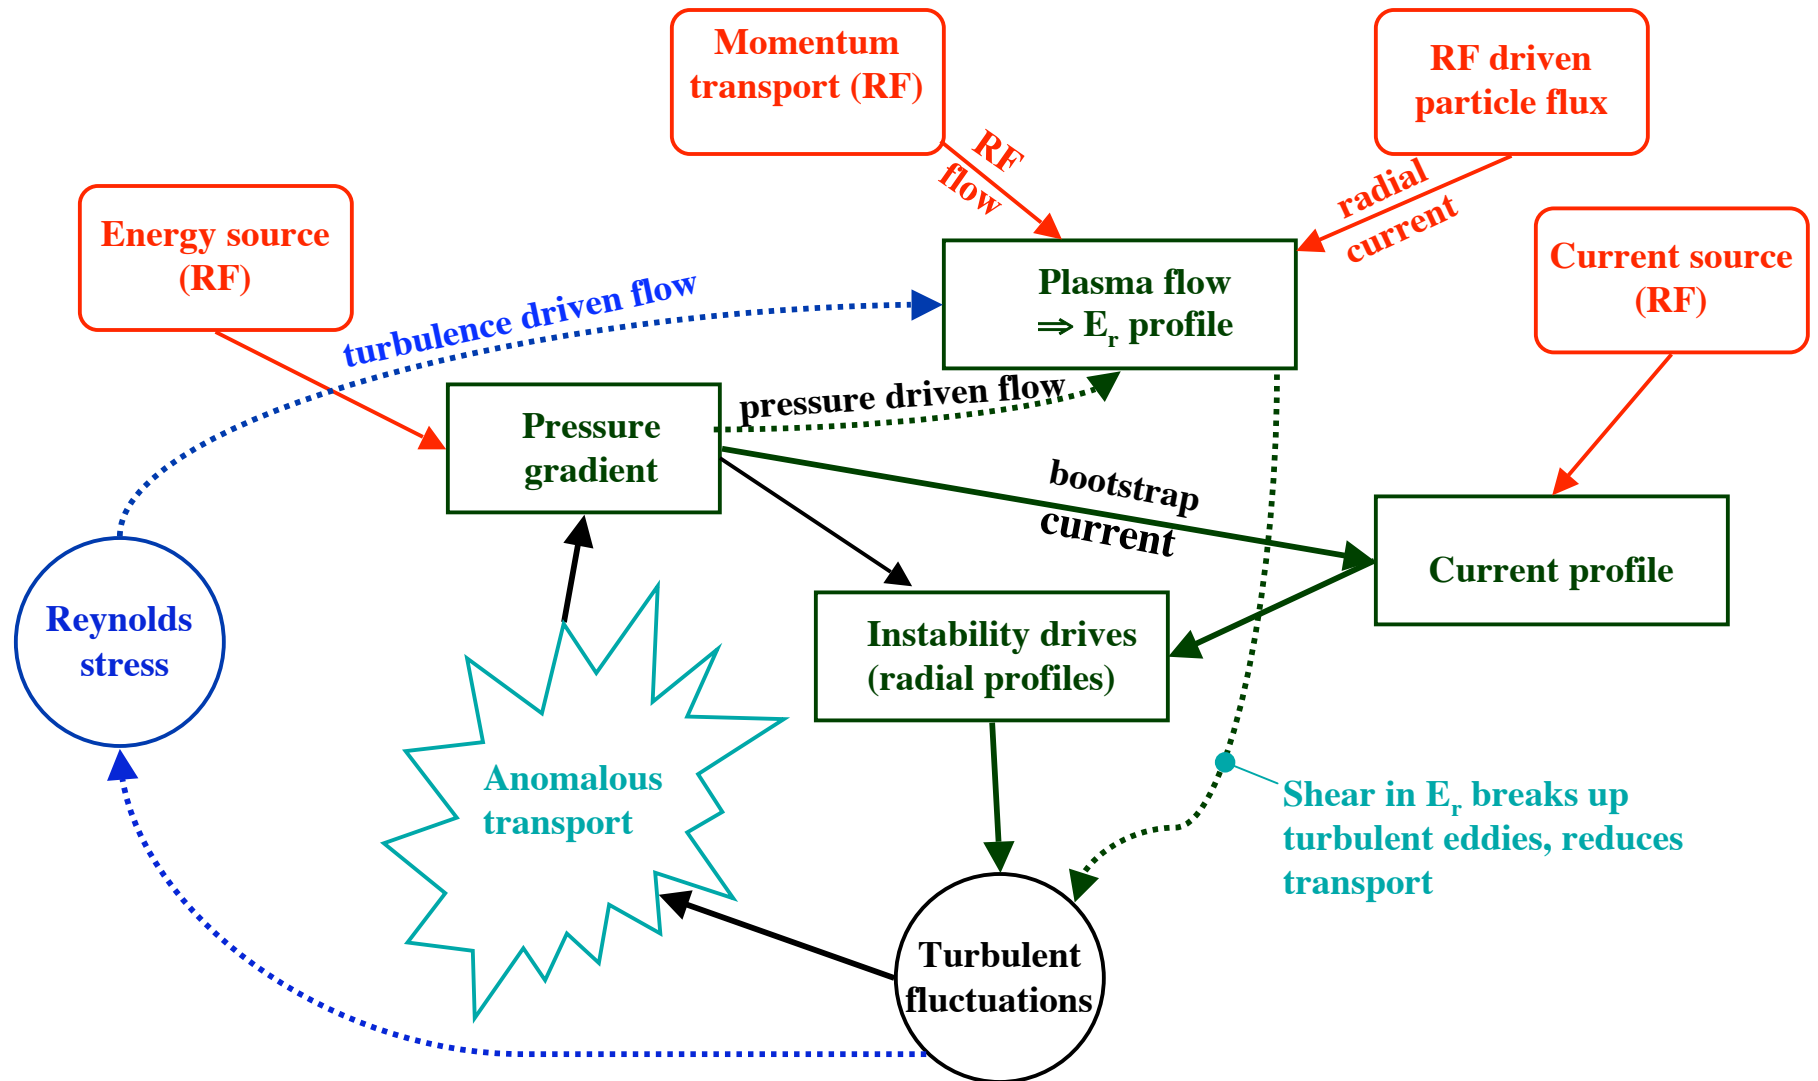 Momentum
transport (RF)
RF driven
particle flux
RF
flow
radial
current
Energy source
(RF)
Current source
(RF)
turbulence driven flow
Plasma flow
⇒ Er profile
pressure driven flow
Pressure
gradient
bootstrap
current
Current profile
Reynolds
stress
Instability drives
(radial profiles)
Anomalous
transport
Shear in Er breaks up
turbulent eddies, reduces
transport
Turbulent
fluctuations